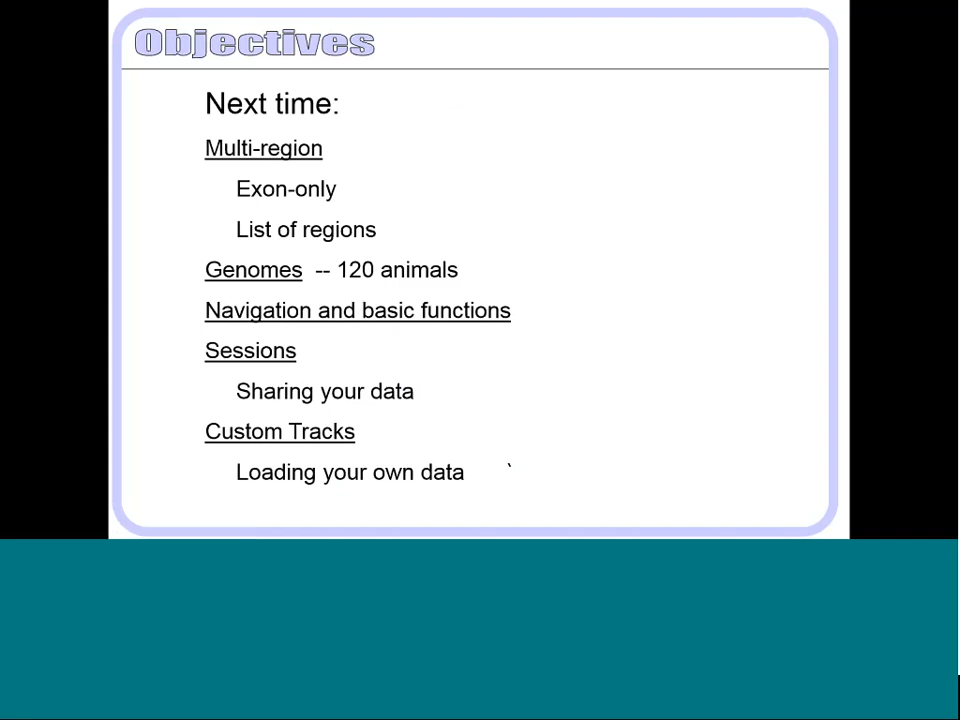 Objectives
Next time:
Multi-region
Exon-only
List of regions
Genomes -- 120 animals
Navigation and basic functions
Sessions
Sharing your data
Custom Tracks
Loading your own data `